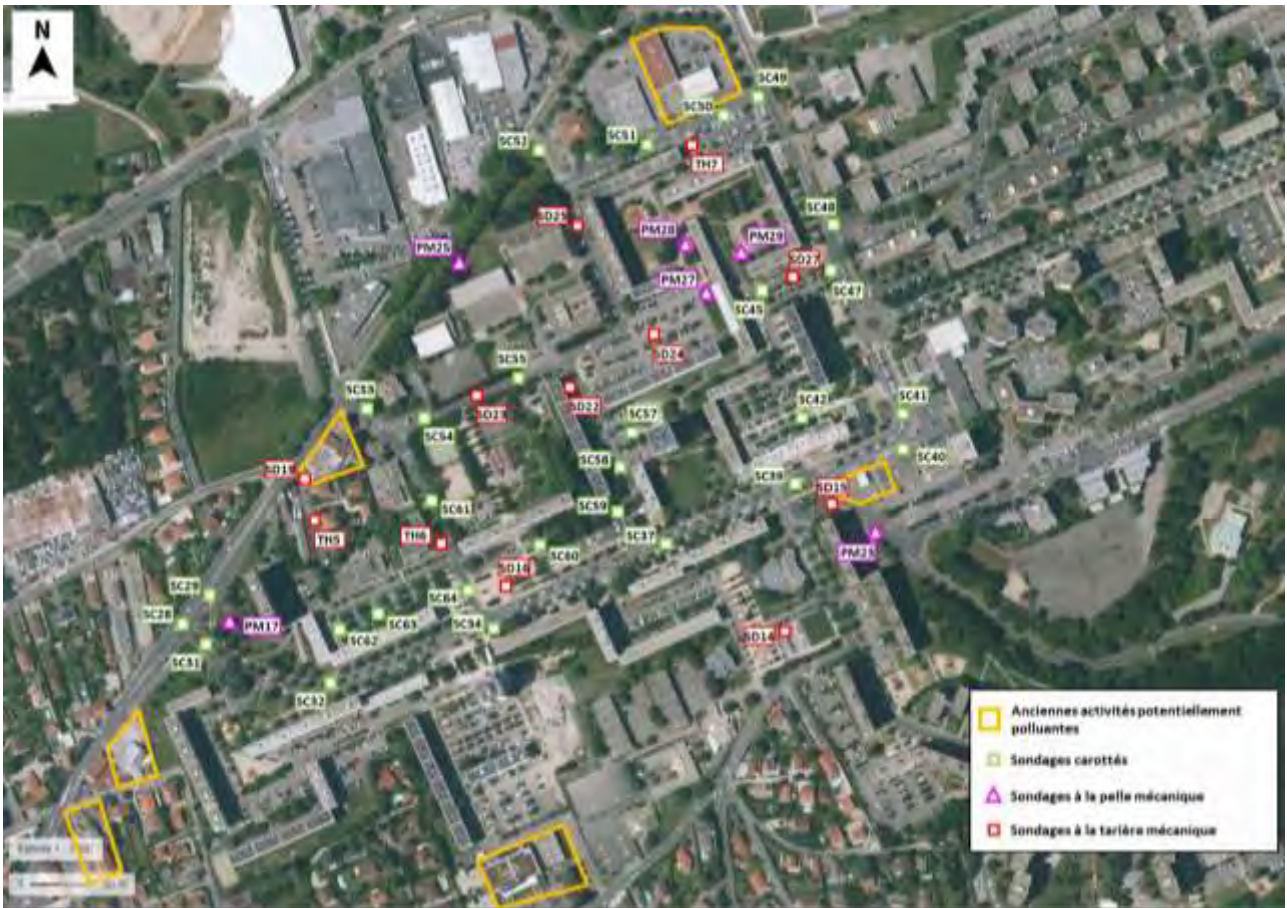 N
SC49
SC50
SC51
SC52
TH7
SD25
SC48
PM28
PM29
PM25
SD27
PM27
SC45
SC47
SD24
SC55
SC53
SD23
SD22
SC42
SC41
SC54
SC57
SC58
SC40
SD19
SC39
SD15
SC61
SC59
TH5
TH6
SC60
SC37
PM23
SD16
SC29
SC64
SC28
PM17
SC63
SC62
SC34
SD14
SC31
SC32
Anciennes activités potentiellement
polluantes
Sondages carottés
Sondages à la pelle mécanique
Sondages à la tarière mécanique